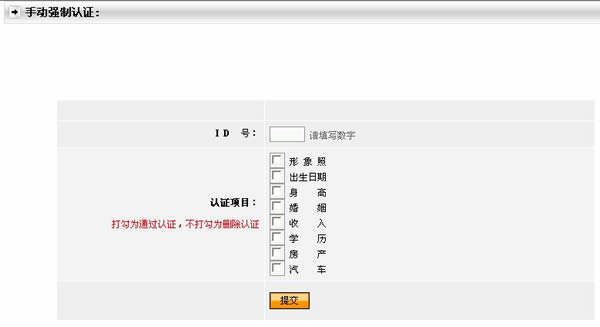 手动强制认证：
I D 号： 请填写数字
形 象 照
出生日期
身 高
认证项目： 婚 姻
打勾为通过认证，不打勾为删除认证 收 入
学 历
房 产
汽 车
提交